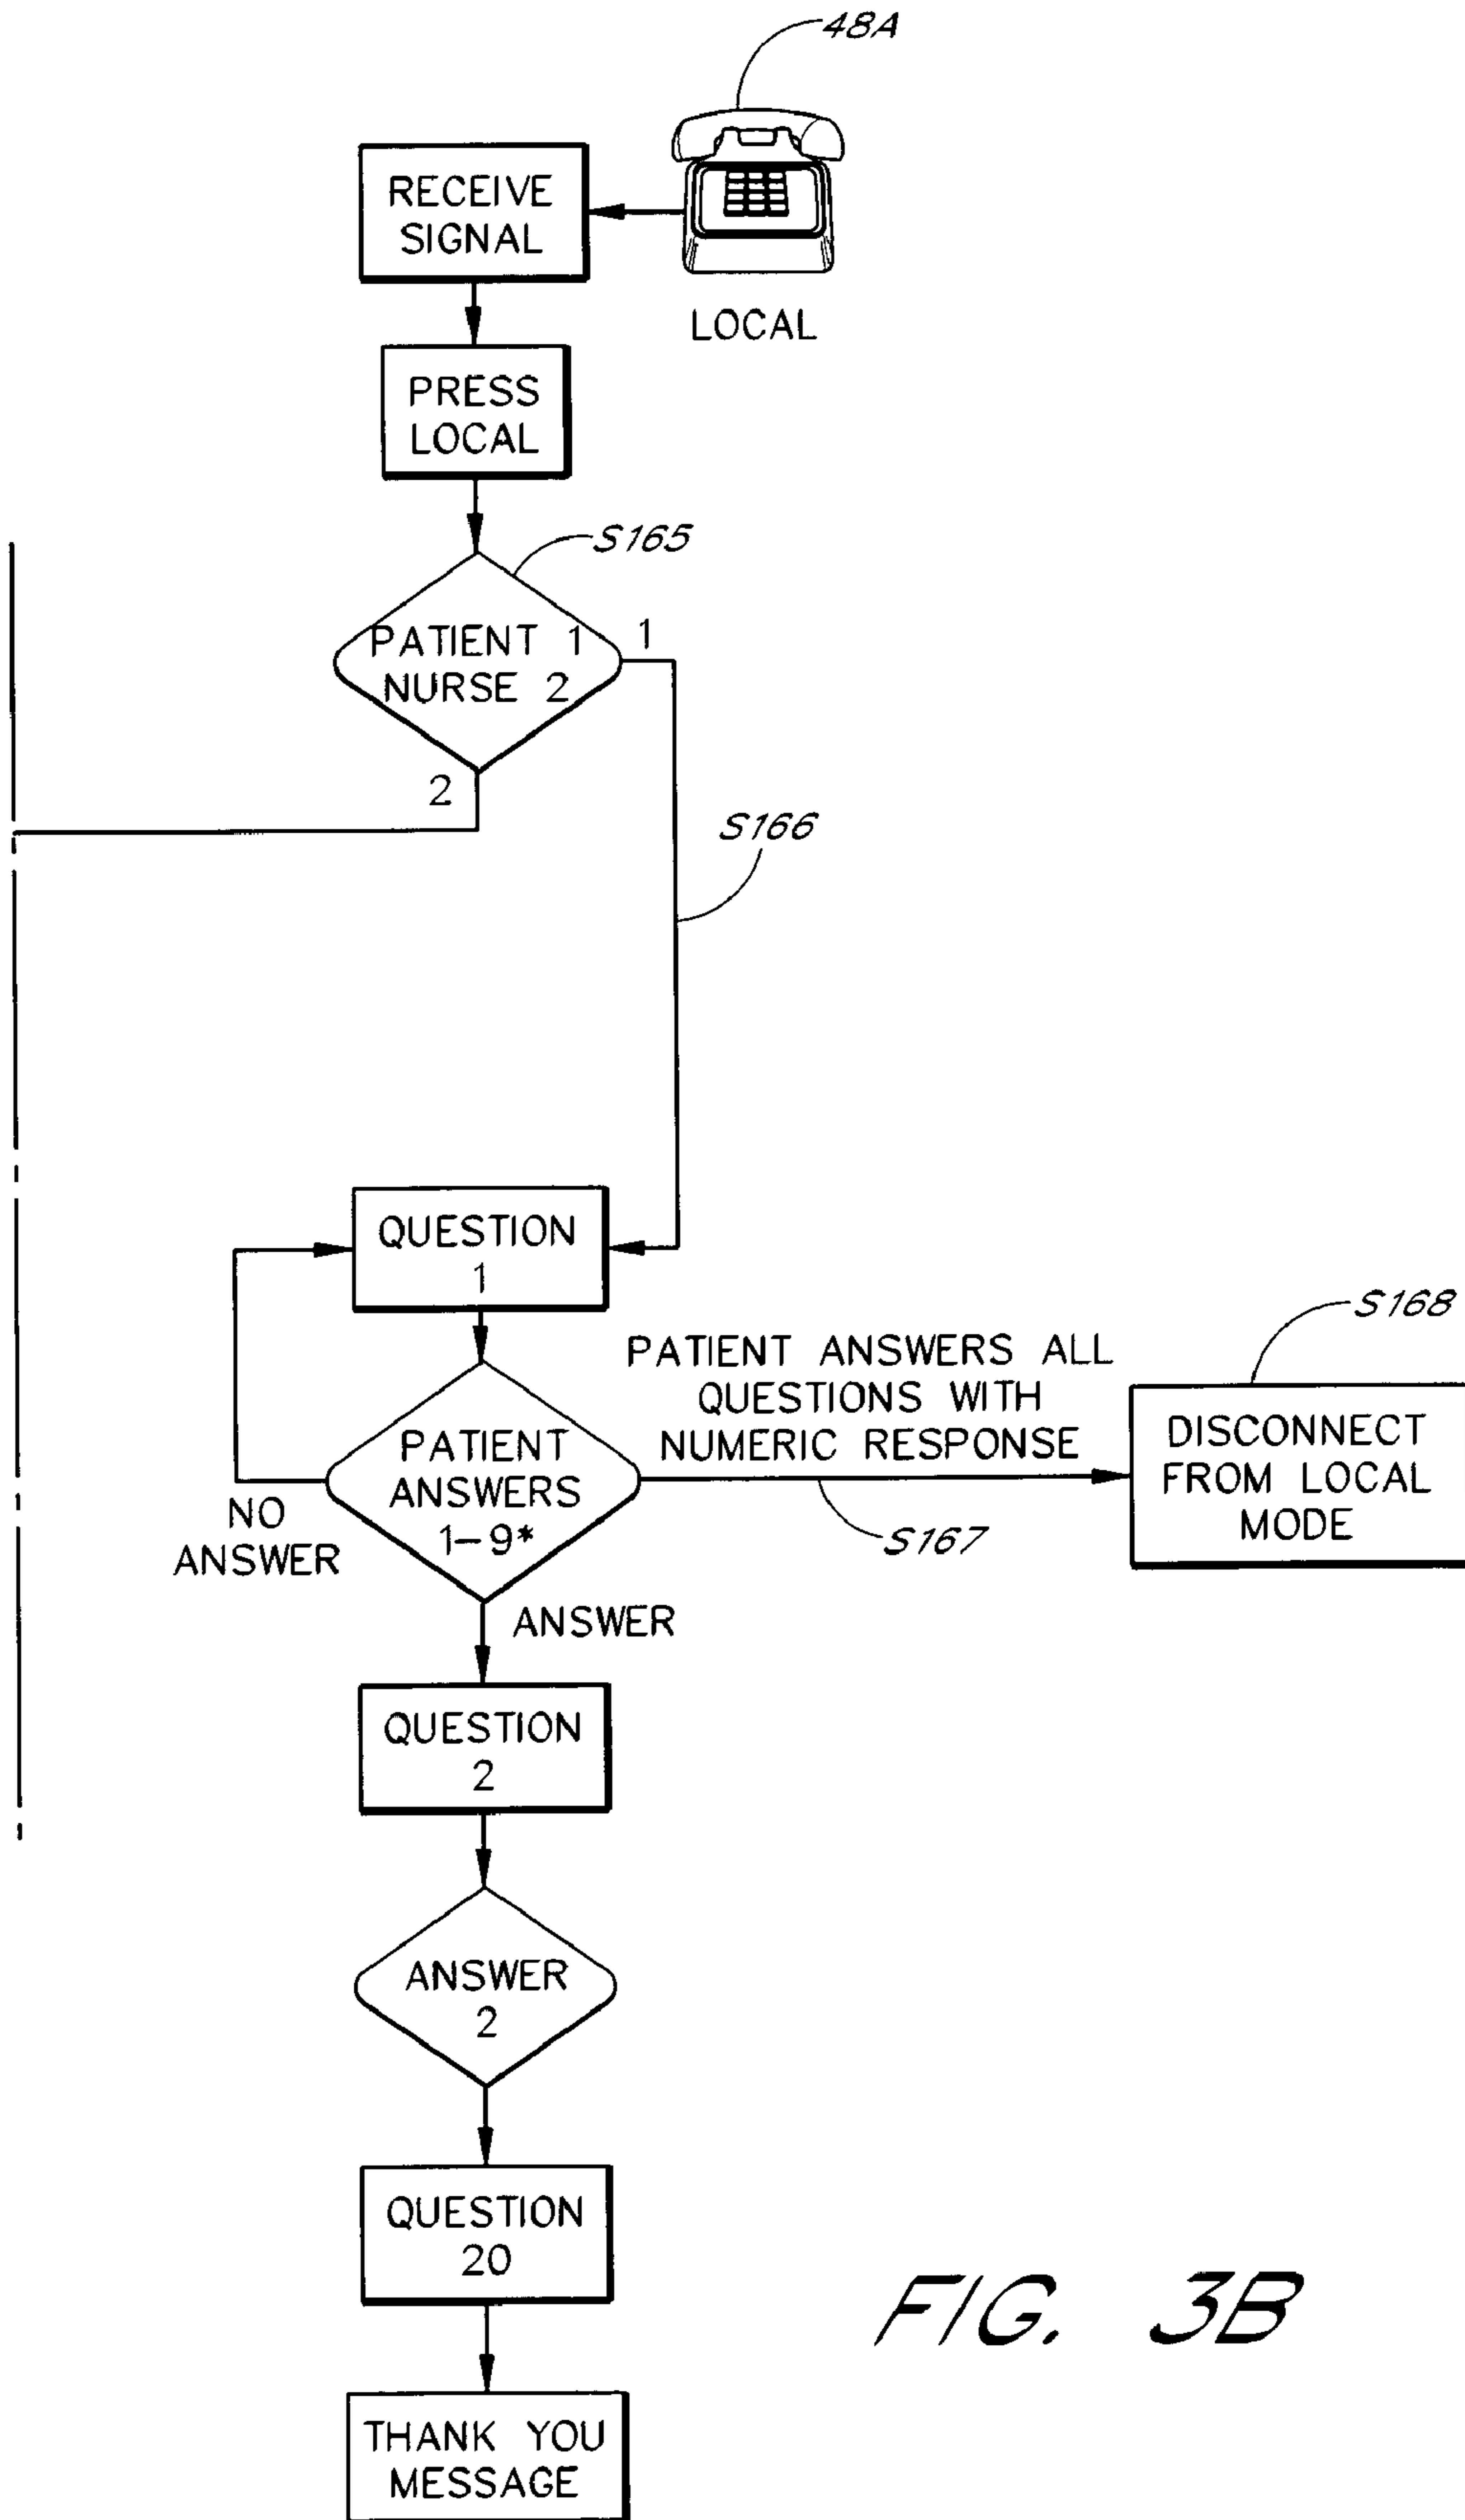 48A
RECEIVE
SIGNAL
LOCAL
PRESS
LOCAL
S165
PATIENT 1
NURSE 2
1
2
S166
QUESTION
1
S168
PATIENT ANSWERS ALL
QUESTIONS WITH
NUMERIC RESPONSE
PATIENT
ANSWERS
1-9*
DISCONNECT
FROM LOCAL
MODE
NO
ANSWER
S167
ANSWER
QUESTION
2
ANSWER
2
QUESTION
20
FIG. 3B
THANK YOU
MESSAGE